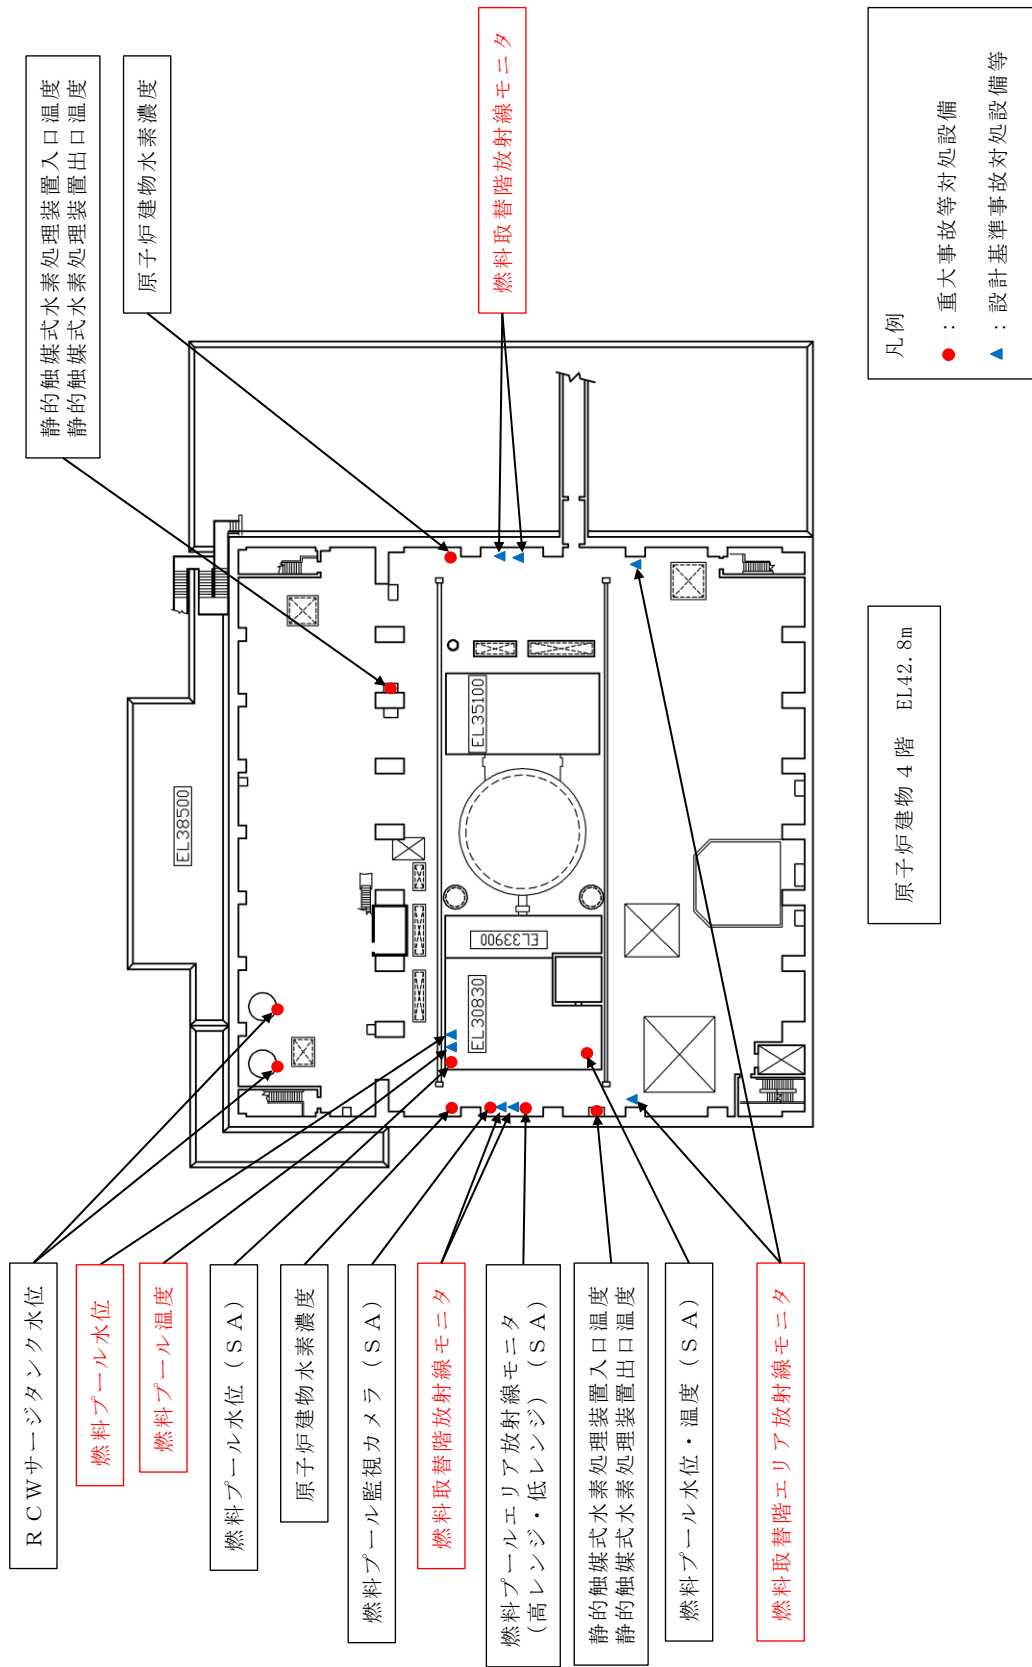 静的触媒式水素処理装置入口温度
静的触媒式水素処理装置出口温度
原子炉建物水素濃度
燃料取替階放射線モニタ
凡例
●：重大事故等対処設備
▲：設計基準事故対処設備等
EL38500
EL35100
EL33900
EL30830
原子炉建物４階 EL42.8m
ＲＣＷサージタンク水位
燃料プール水位
燃料プール温度
燃料プール水位（ＳＡ）
原子炉建物水素濃度
燃料プール監視カメラ（ＳＡ）
燃料取替階放射線モニタ
燃料プールエリア放射線モニタ
（高レンジ・低レンジ）（ＳＡ）
静的触媒式水素処理装置入口温度
静的触媒式水素処理装置出口温度
燃料プール水位・温度（ＳＡ）
燃料取替階エリア放射線モニタ